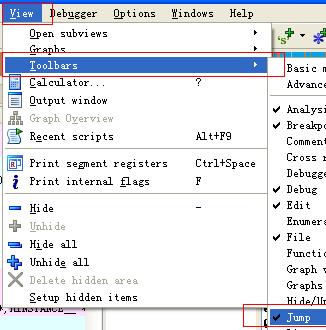 View Debugger Options Windows Help
Open subviews
Graphs
Toolbars
Calculator... ?
Output window
Graph Overview
Recent scripts Alt+F9
Print segment registers Ctrl+Space
Print internal flags F
Hide -
Unhide
Hide all
Unhide all
Delete hidden area
Setup hidden items
Basic
Advance
Analysi
Breakpo
Comment
Cross r
Debugge
Debug
Edit
Enumera
File
Functio
Graph v
Graphs
Hide/Un
Jump